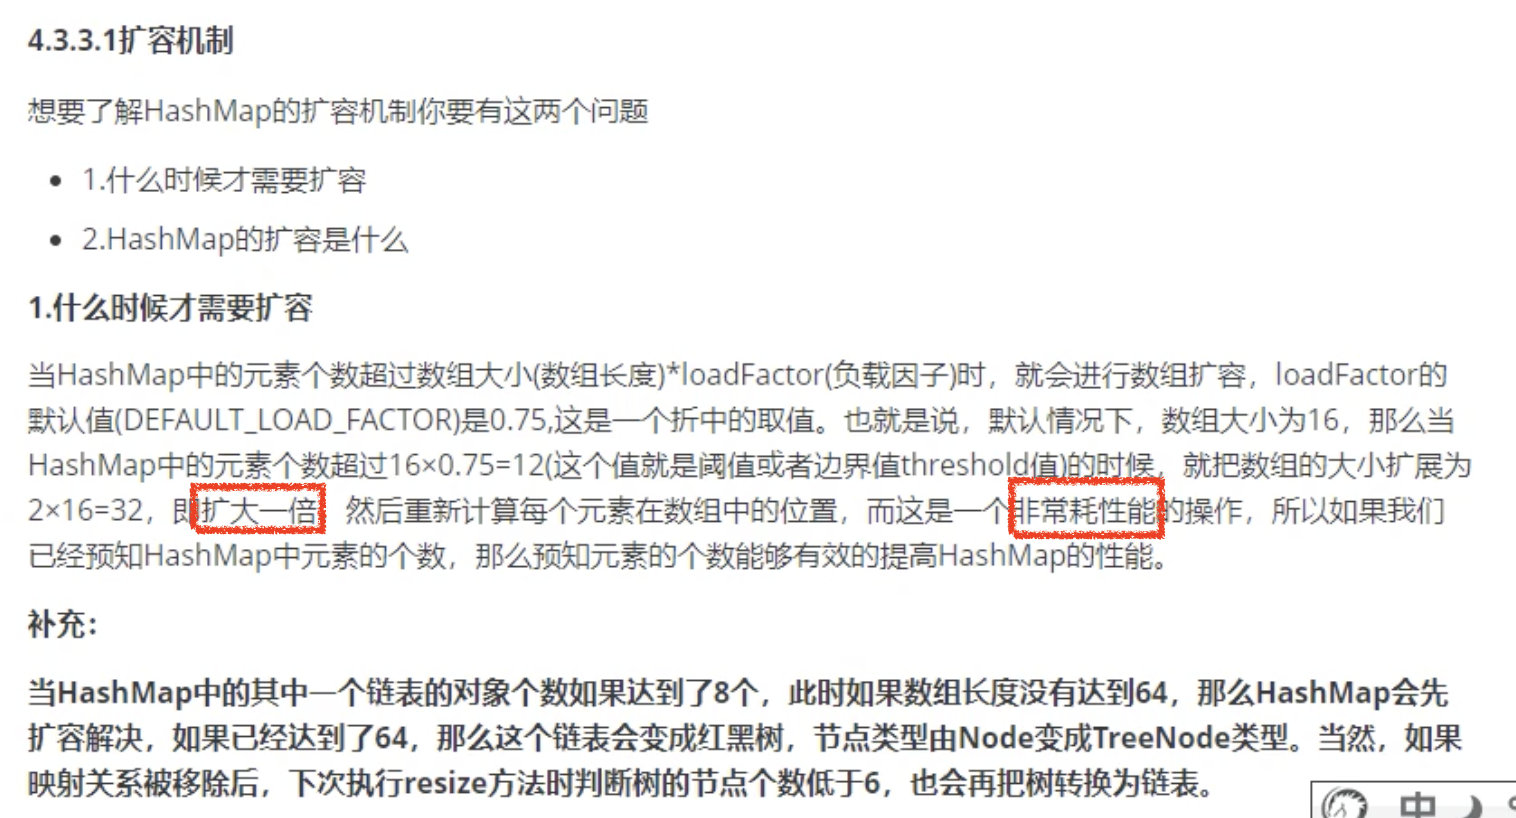 4.3.3.1扩容机制
想要了解HashMap的扩容机制你要有这两个问题
• 1.什么时候才需要扩容
• 2.HashMap的扩容是什么
1.什么时候才需要扩容
当HashMap中的元素个数超过数组大小(数组长度)*loadFactor(负载因子)时，就会进行数组扩容，loadFactor的
默认值(DEFAULT_LOAD_FACTOR)是0.75,这是一个折中的取值。也就是说，默认情况下，数组大小为16，那么当
HashMap中的元素个数超过16×0.75=12(这个值就是阈值或者边界值threshold值)的时候，就把数组的大小扩展为
2×16=32，即扩大一倍，然后重新计算每个元素在数组中的位置，而这是一个非常耗性能的操作，所以如果我们
已经预知HashMap中元素的个数，那么预知元素的个数能够有效的提高HashMap的性能。
补充：
当HashMap中的其中一个链表的对象个数如果达到了8个，此时如果数组长度没有达到64，那么HashMap会先
扩容解决，如果已经达到了64，那么这个链表会变成红黑树，节点类型由Node变成TreeNode类型。当然，如果
映射关系被移除后，下次执行resize方法时判断树的节点个数低于6，也会再把树转换为链表。
中